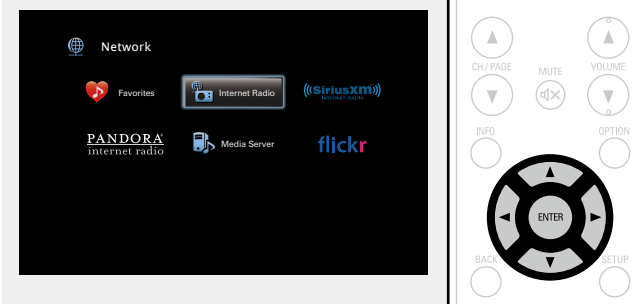 Network
Favorites
Internet Radio
((SiriusXM))
INTERNET RADIO
PANDORA
internet radio
Media Server
flickr
CH / PAGE
MUTE
VOLUME
INFO
OPTION
ENTER
BACK
SETUP